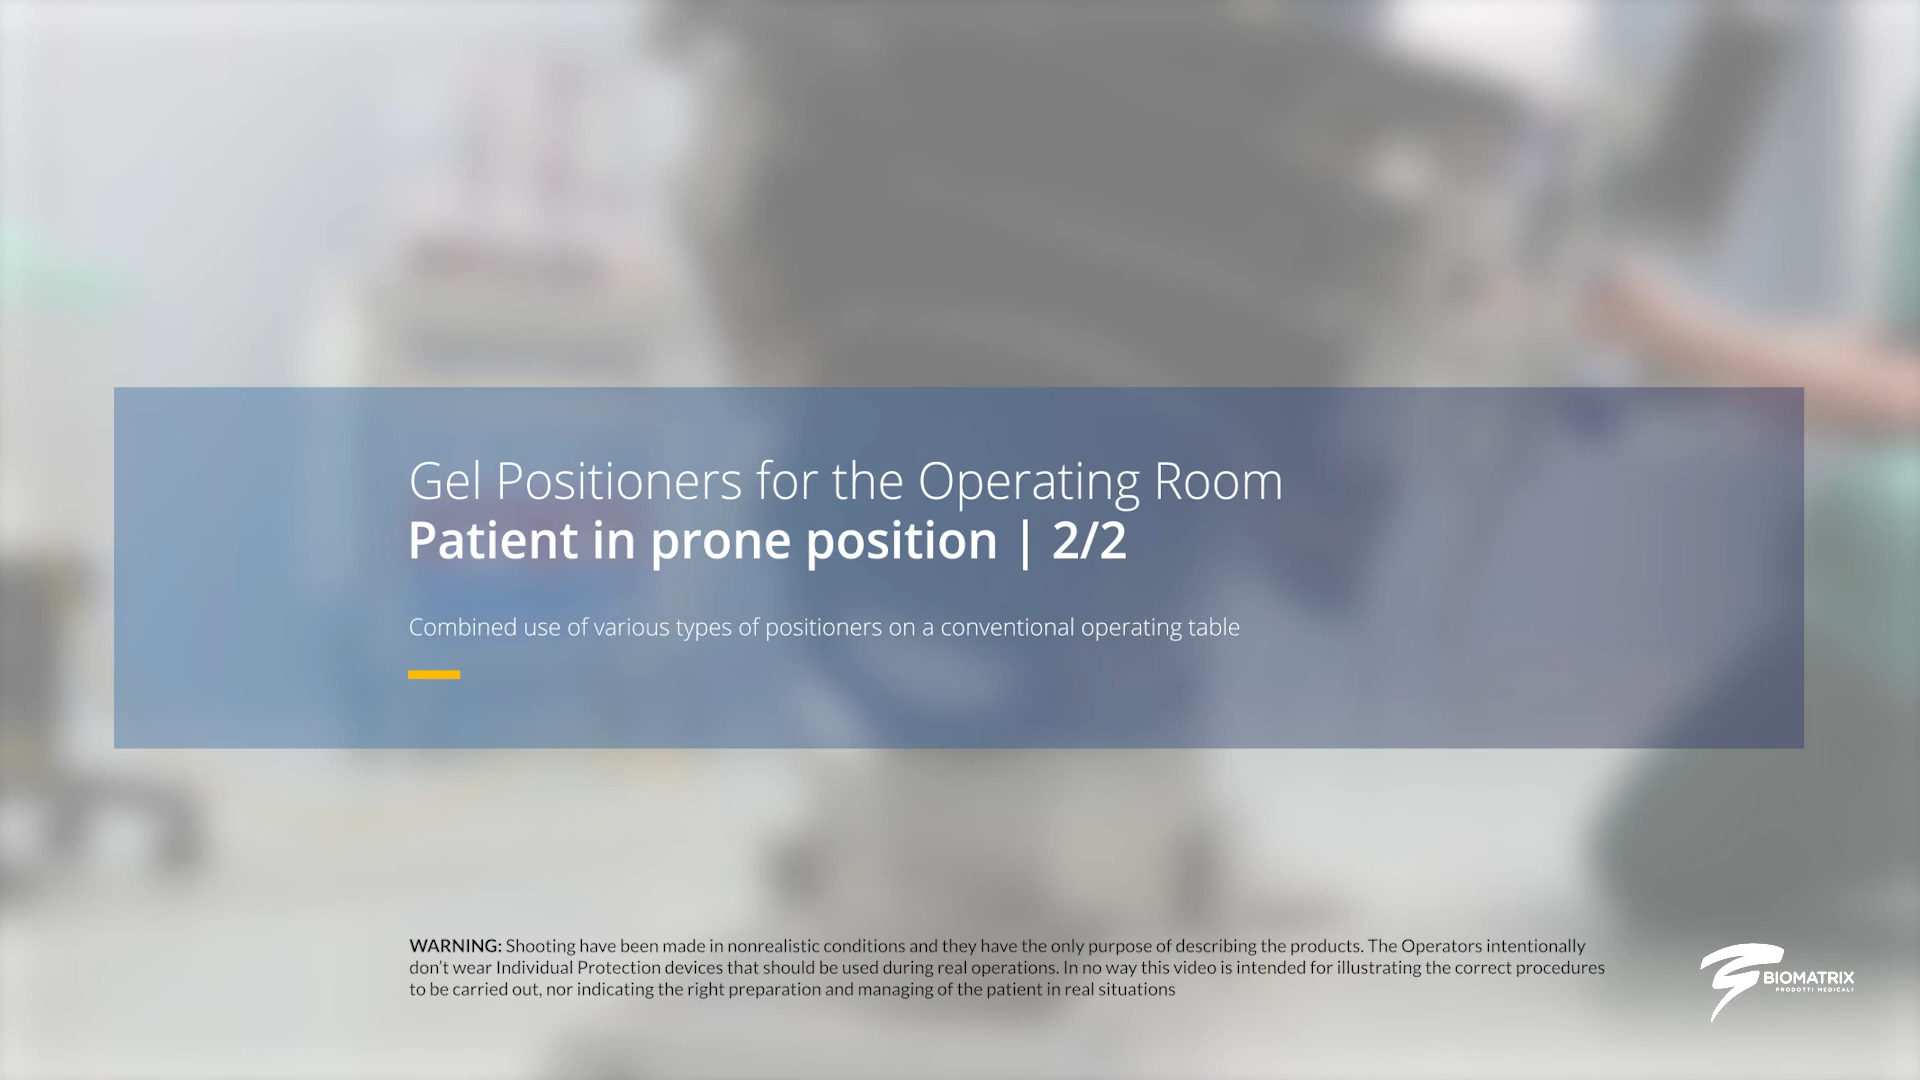 Gel Positioners for the Operating Room
Patient in prone position | 2/2
Combined use of various types of positioners on a conventional operating table
WARNING: Shooting have been made in nonrealistic conditions and they have the only purpose of describing the products. The Operators intentionally
don't wear Individual Protection devices that should be used during real operations. In no way this video is intended for illustrating the correct procedures
to be carried out, nor indicating the right preparation and managing of the patient in real situations
BIOMATRIX
PRODOTTI MEDICALI